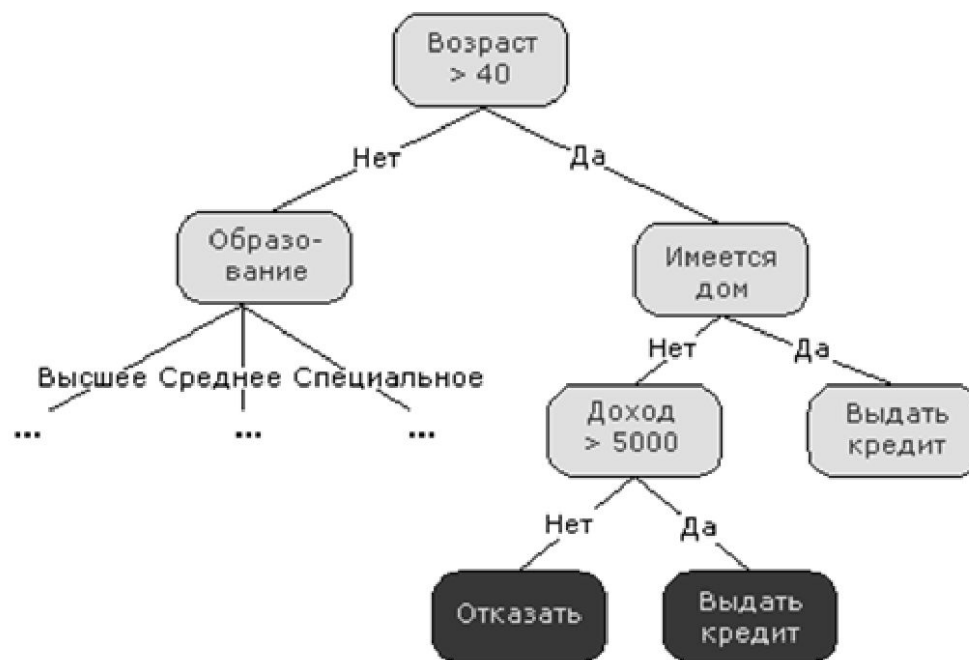 Возраст
> 40
Нет
Да
Образо-
вание
Имеется
дом
Высшее Среднее Специальное
... ... ...
Нет
Да
Доход
> 5000
Выдать
кредит
Нет
Да
Отказать
Выдать
кредит